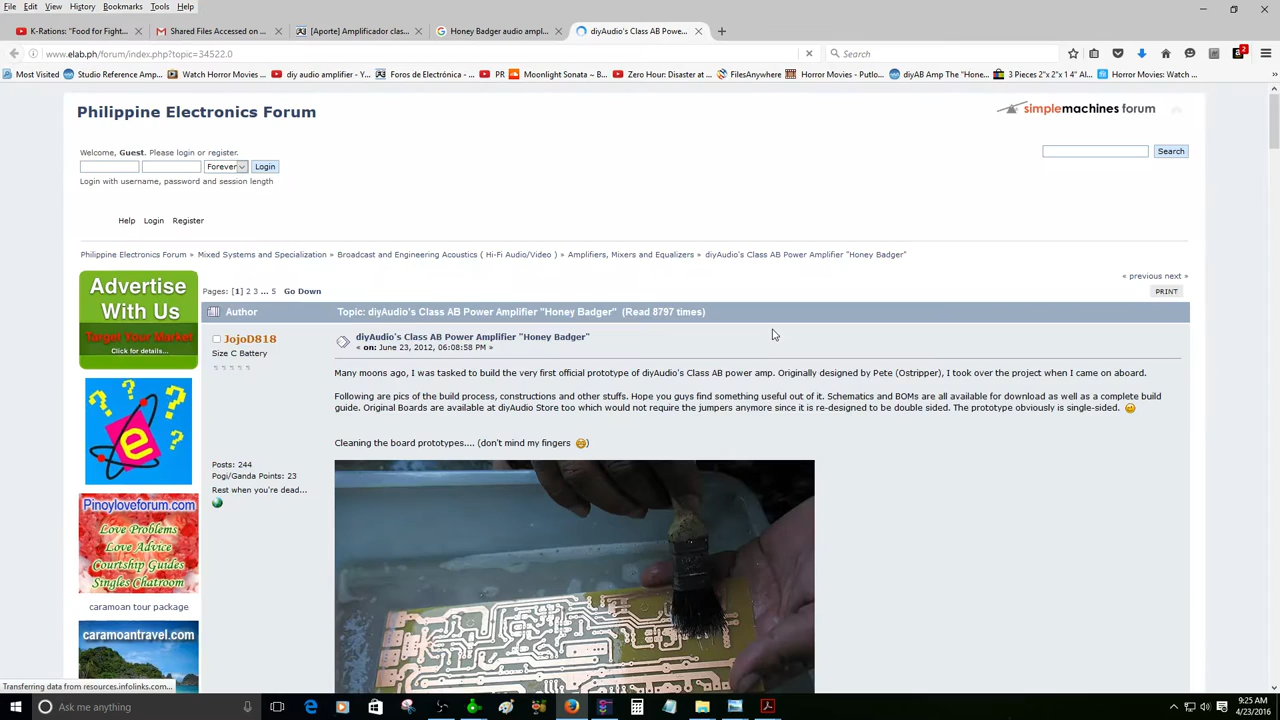 File Edit View History Bookmarks Tools Help
K-Rations: "Food for Fight...
Shared Files Accessed on ...
[Aporte] Amplificador clas...
Honey Badger audio ampl...
diyAudio's Class AB Powe...
www.elab.ph/forum/index.php?topic=34522.0
Search
2
Most Visited
Studio Reference Amp...
Watch Horror Movies ...
diy audio amplifier - Y...
Foros de Electrónica -...
PR
Moonlight Sonata ~ B...
Zero Hour: Disaster at ...
FilesAnywhere
Horror Movies: Putlo...
diyAB Amp The "Hone...
3 Pieces 2"x 2"x 1 4" Al...
Horror Movies: Watch ...
Philippine Electronics Forum
simplemachines forum
Welcome, Guest. Please login or register.
Forever
Login
Search
Login with username, password and session length
Help Login Register
Philippine Electronics Forum » Mixed Systems and Specialization » Broadcast and Engineering Acoustics ( Hi-Fi Audio/Video ) » Amplifiers, Mixers and Equalizers » diyAudio's Class AB Power Amplifier "Honey Badger"
« previous next »
Pages: [1] 2 3 ... 5 Go Down
PRINT
Advertise
With Us
Target Your Market
Click for details...
Author
Topic: diyAudio's Class AB Power Amplifier "Honey Badger" (Read 8797 times)
JojoD818
Size C Battery
diyAudio's Class AB Power Amplifier "Honey Badger"
« on: June 23, 2012, 06:08:58 PM »
Many moons ago, I was tasked to build the very first official prototype of diyAudio's Class AB power amp. Originally designed by Pete (Ostripper), I took over the project when I came on aboard.
Following are pics of the build process, constructions and other stuffs. Hope you guys find something useful out of it. Schematics and BOMs are all available for download as well as a complete build
guide. Original Boards are available at diyAudio Store too which would not require the jumpers anymore since it is re-designed to be double sided. The prototype obviously is single-sided.
Cleaning the board prototypes.... (don't mind my fingers )
Posts: 244
Pogi/Ganda Points: 23
Rest when you're dead...
e
Pinoyloveforum.com
Love Problems
Love Advice
Courtship Guides
Singles Chatroom
caramoan tour package
caramoantravel.com
Transferring data from resources.infolinks.com...
Ask me anything
9:25 AM
4/23/2016